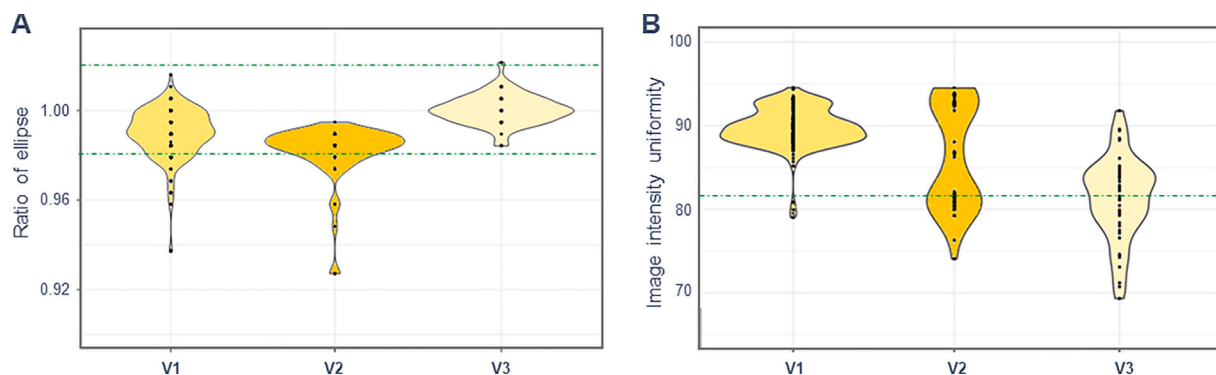 A
Ratio of ellipse
1.00
0.96
0.92
V1 V2 V3
B
Image intensity uniformity
100
90
80
70
V1 V2 V3